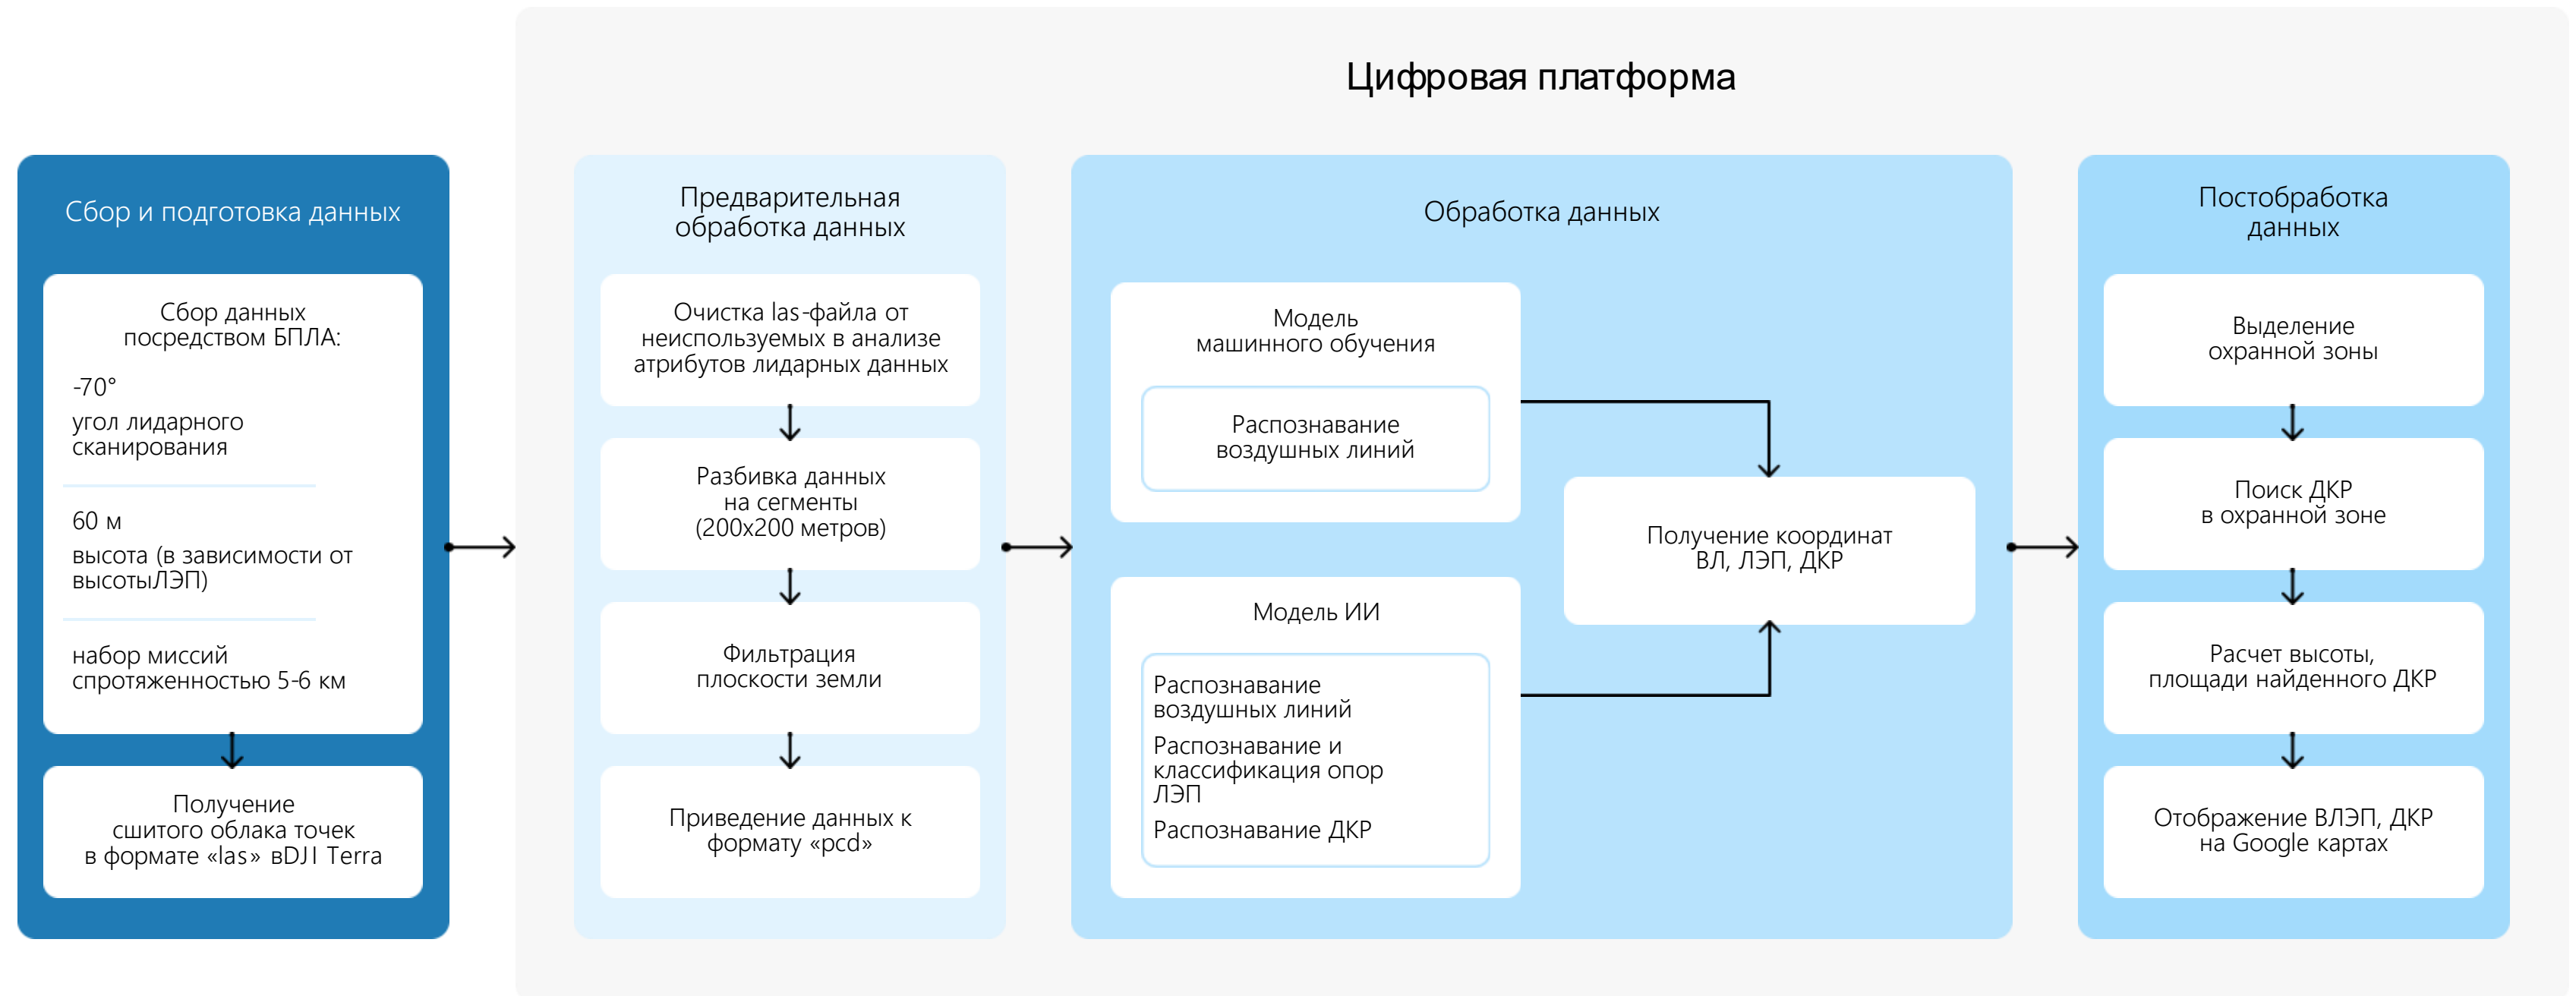 Цифровая платформа
Сбор и подготовка данных
Сбор данных
посредством БПЛА:
-70°
угол лидарного
сканирования
60 м
высота (в зависимости от
высотыЛЭП)
набор миссий
спротяженностью 5-6 км
Получение
сшитого облака точек
в формате «las» вDJI Terra
Предварительная
обработка данных
Очистка las-файла от
неиспользуемых в анализе
атрибутов лидарных данных
Разбивка данных
на сегменты
(200x200 метров)
Фильтрация
плоскости земли
Приведение данных к
формату «pcd»
Обработка данных
Модель
машинного обучения
Распознавание
воздушных линий
Модель ИИ
Распознавание
воздушных линий
Распознавание и
классификация опор
ЛЭП
Распознавание ДКР
Получение координат
ВЛ, ЛЭП, ДКР
Постобработка
данных
Выделение
охранной зоны
Поиск ДКР
в охранной зоне
Расчет высоты,
площади найденного ДКР
Отображение ВЛЭП, ДКР
на Google картах